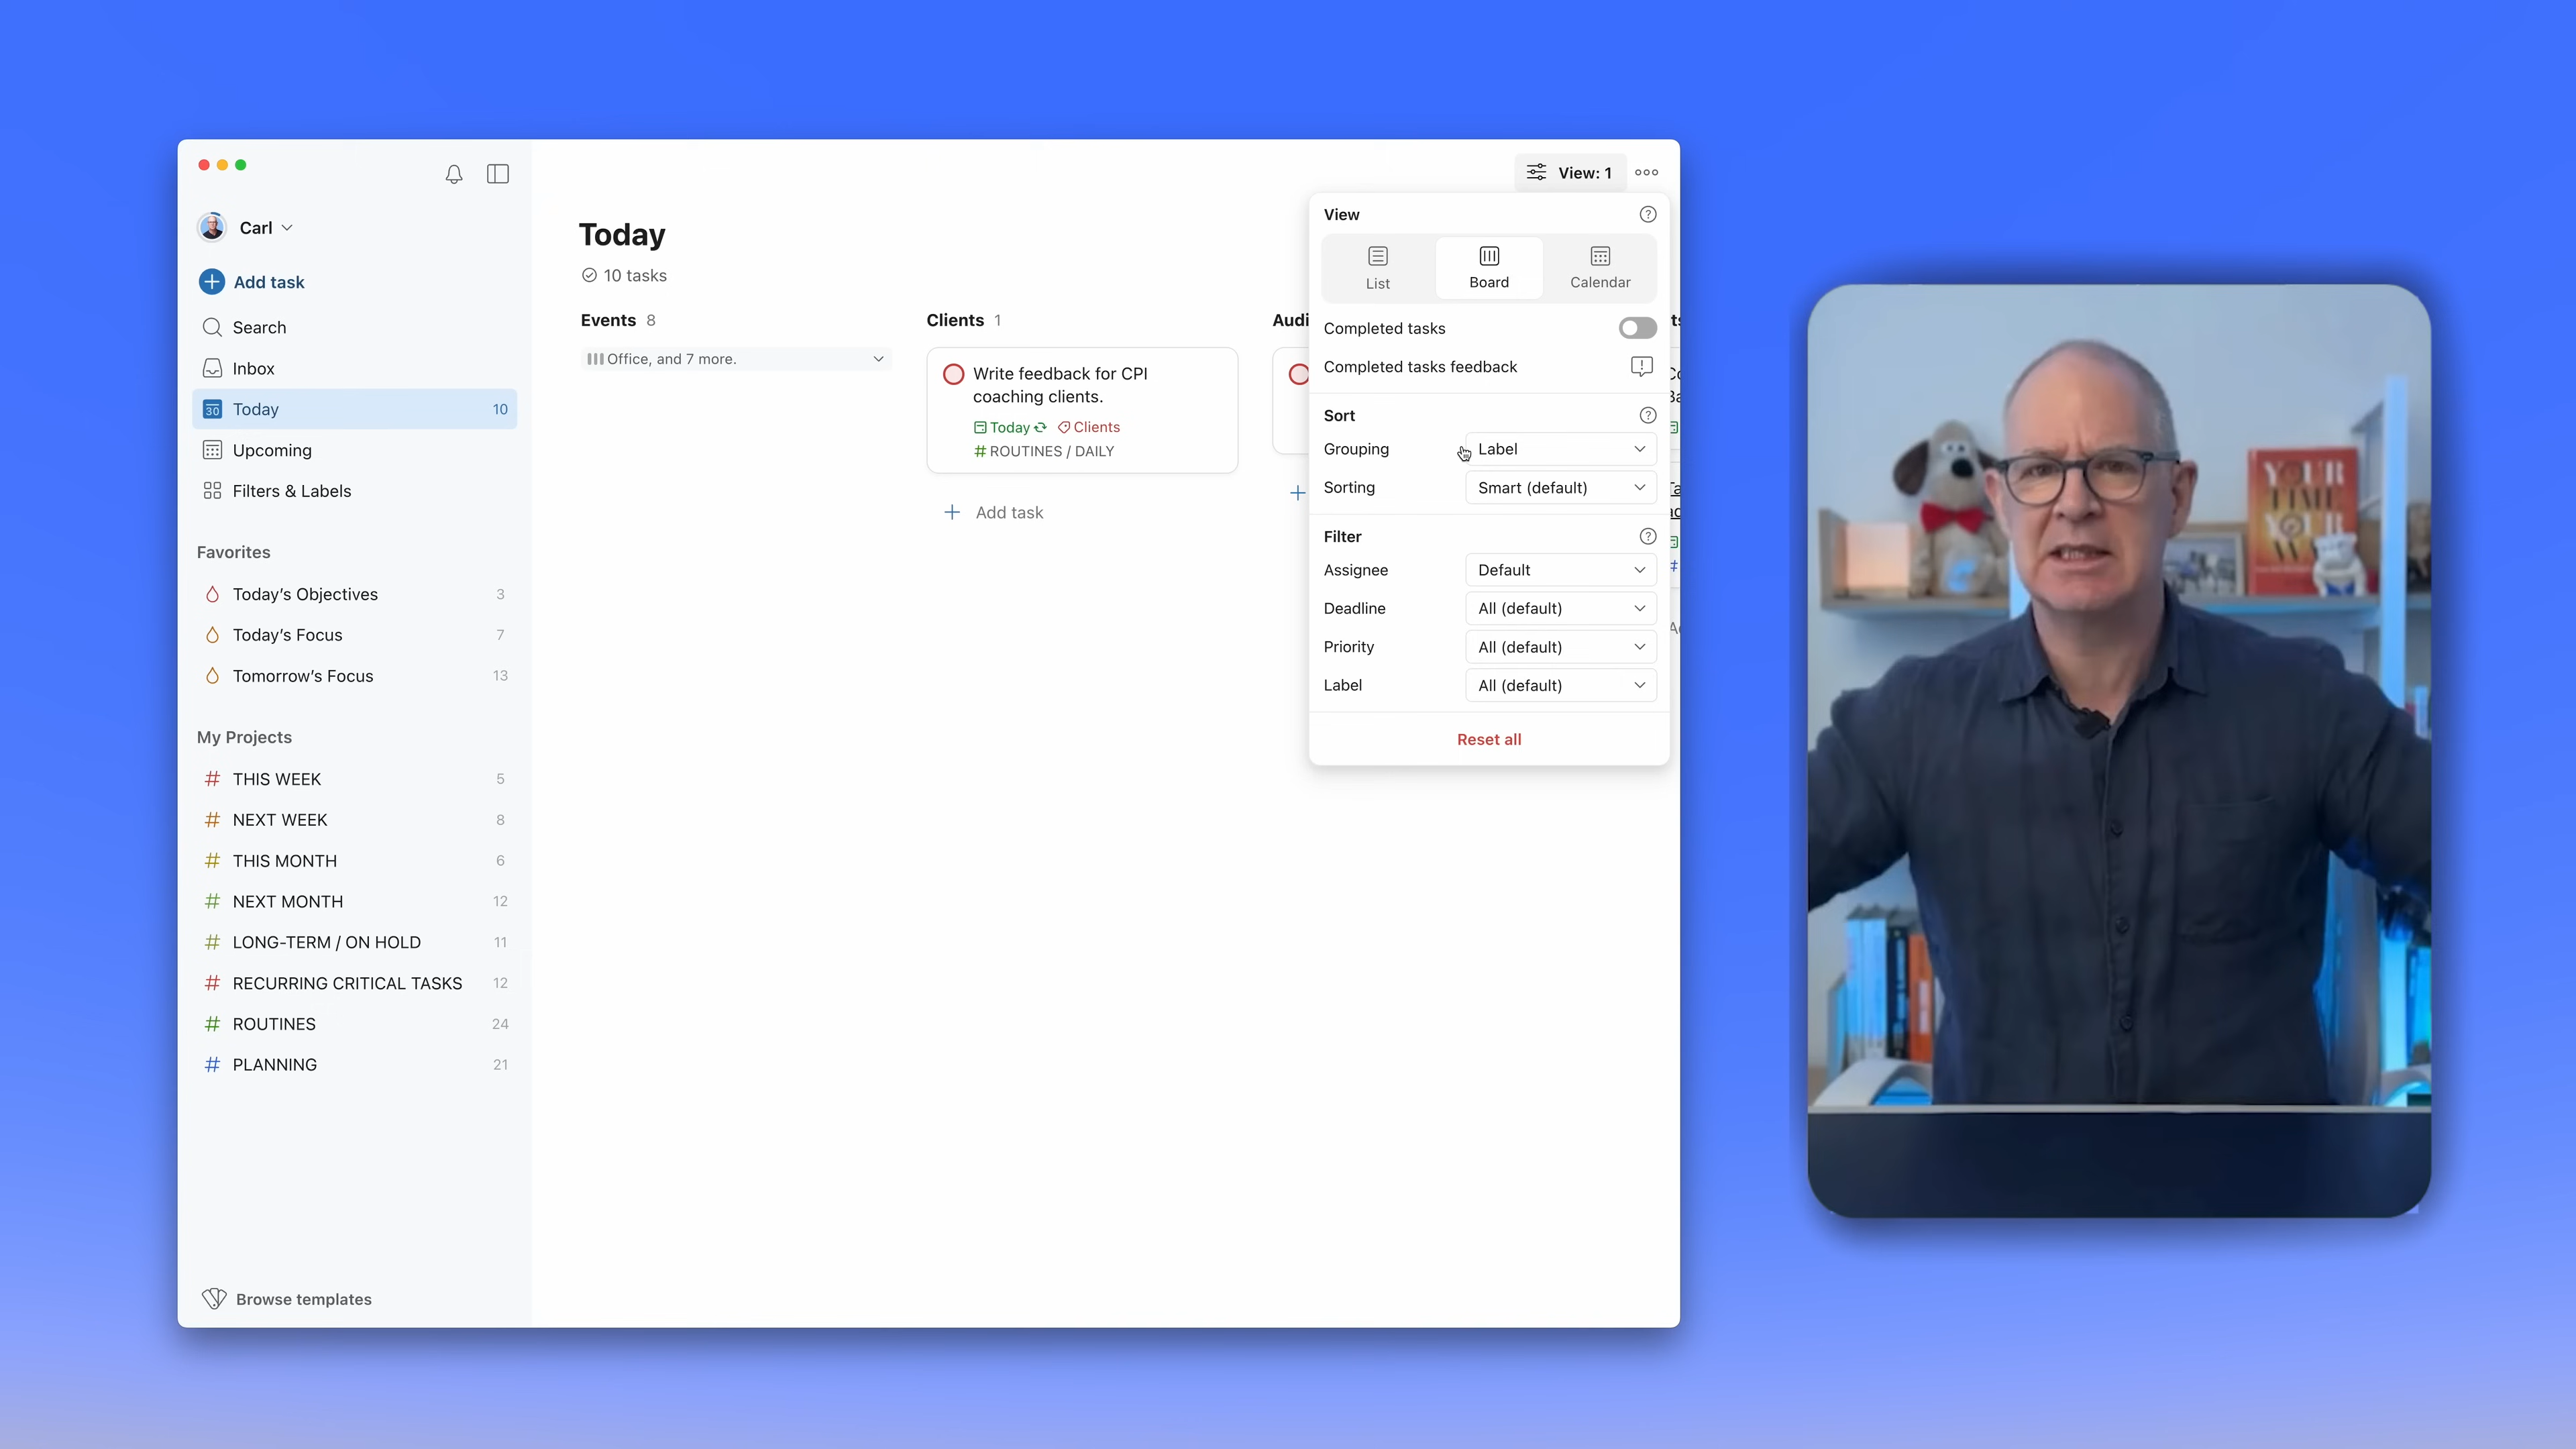 Carl
Add task
Search
Inbox
30 Today 10
Upcoming
Filters & Labels
Favorites
Today's Objectives 3
Today's Focus 7
Tomorrow's Focus 13
My Projects
# THIS WEEK 5
# NEXT WEEK 8
# THIS MONTH 6
# NEXT MONTH 12
# LONG-TERM / ON HOLD 11
# RECURRING CRITICAL TASKS 12
# ROUTINES 24
# PLANNING 21
Browse templates
Today
10 tasks
Events 8
Office, and 7 more.
Clients 1
Write feedback for CPI
coaching clients.
Today Clients
# ROUTINES / DAILY
+ Add task
Audi
View: 1
View
List
Board
Calendar
Completed tasks
Completed tasks feedback
Sort
Grouping Label
Sorting Smart (default)
Filter
Assignee Default
Deadline All (default)
Priority All (default)
Label All (default)
Reset all
YOUR
TIME
YOUR